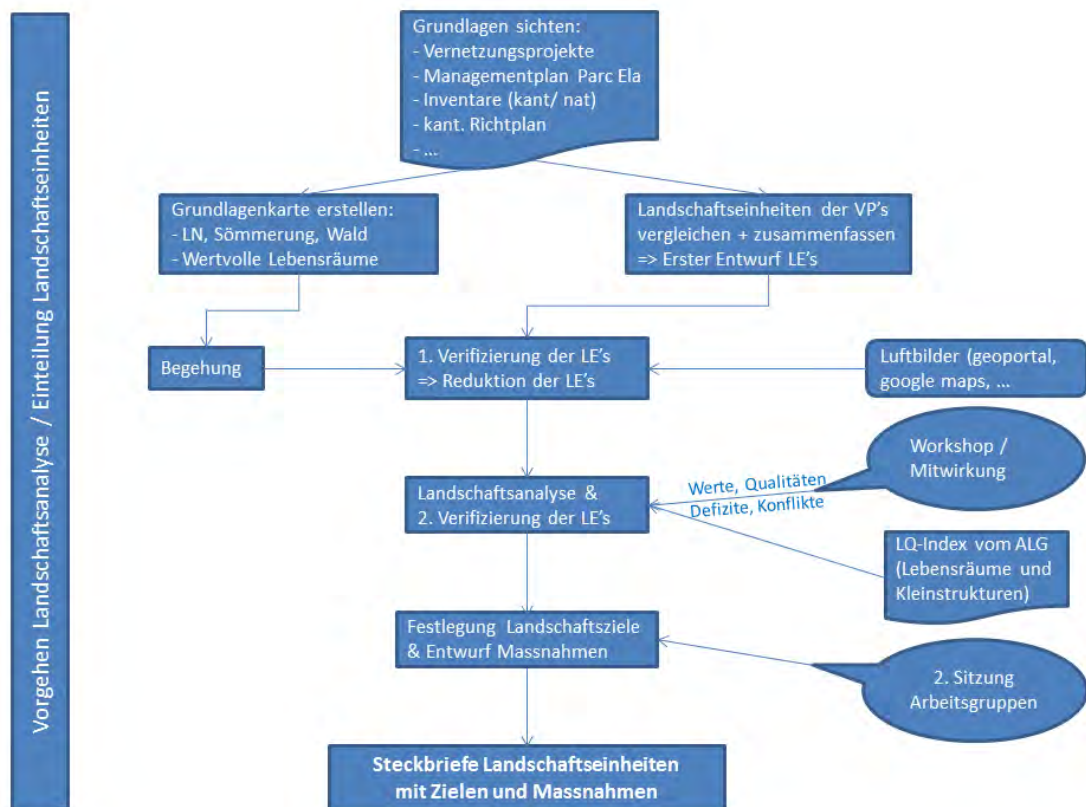 Vorgehen Landschaftsanalyse / Einteilung Landschaftseinheiten
Grundlagen sichten:
- Vernetzungsprojekte
- Managementplan Parc Ela
- Inventare (kant/ nat)
- kant. Richtplan
- ...
Grundlagenkarte erstellen:
- LN, Sömmerung, Wald
- Wertvolle Lebensräume
Landschaftseinheiten der VP's
vergleichen + zusammenfassen
=> Erster Entwurf LE's
Begehung
1. Verifizierung der LE's
=> Reduktion der LE's
Luftbilder (geoportal,
google maps, ...
Workshop /
Mitwirkung
Werte, Qualitäten
Defizite, Konflikte
Landschaftsanalyse &
2. Verifizierung der LE's
LQ-Index vom ALG
(Lebensräume und
Kleinstrukturen)
Festlegung Landschaftsziele
& Entwurf Massnahmen
2. Sitzung
Arbeitsgruppen
Steckbriefe Landschaftseinheiten
mit Zielen und Massnahmen